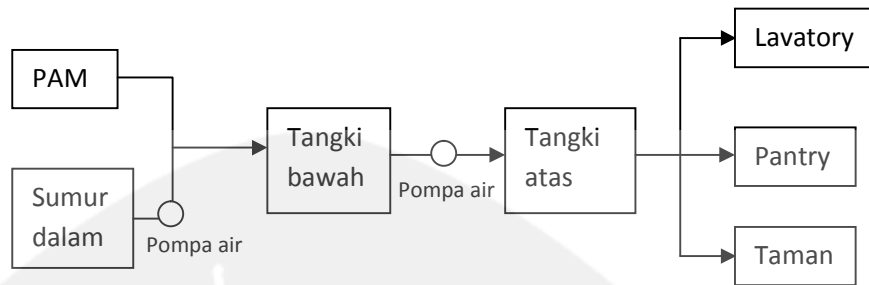 PAM
Sumur
dalam
Pompa air
Tangki
bawah
Pompa air
Tangki
atas
Lavatory
Pantry
Taman